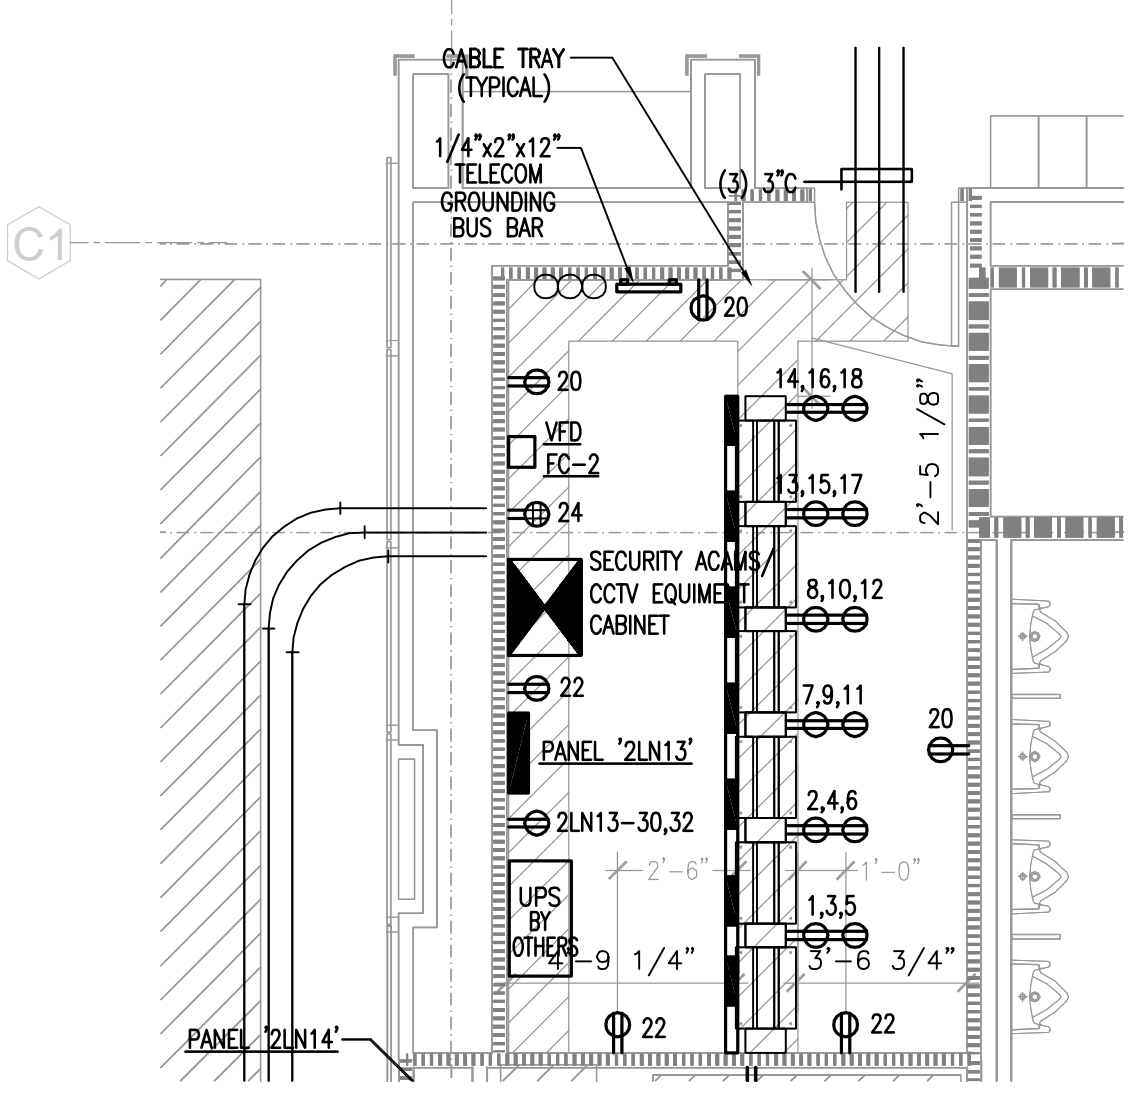 CABLE TRAY
(TYPICAL)
1/4"x2"x12"
TELECOM
GROUNDING
BUS BAR
(3) 3"C
C1
20
20
14,16,18
2'-5 1/8"
VFD
FC-2
13,15,17
24
SECURITY ACAMS/
CCTV EQUIMENT
CABINET
8,10,12
22
7,9,11
20
PANEL '2LN13'
2,4,6
2LN13-30,32
2'-6"
1'-0"
UPS
BY
OTHERS
1,3,5
4'-9 1/4"
3'-6 3/4"
22
22
PANEL '2LN14'